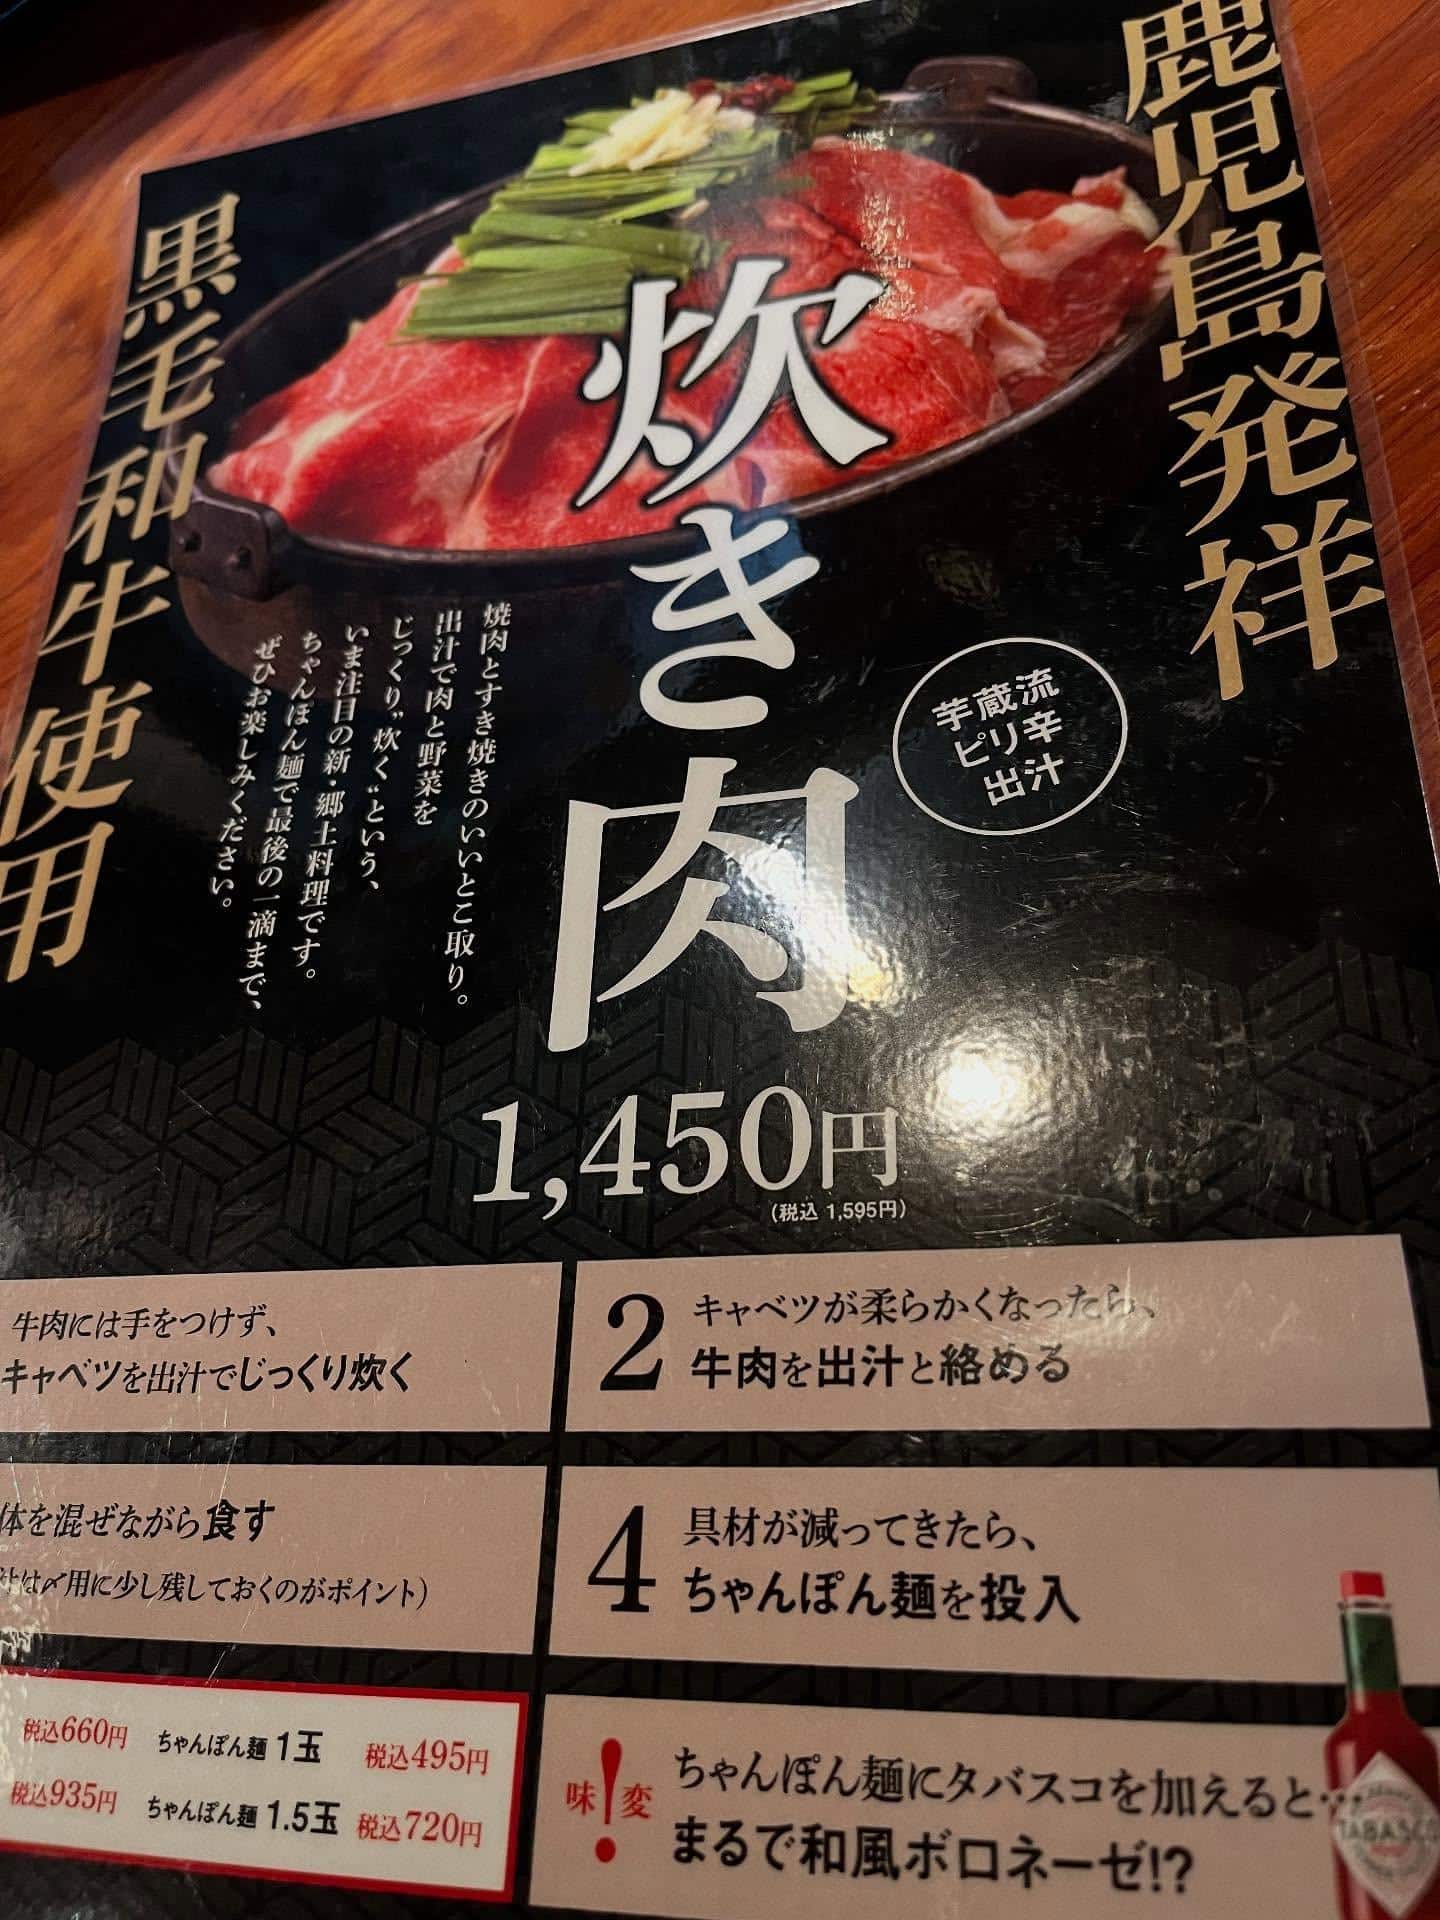 鹿児島発祥
炊き肉
黒毛和牛使用
芋蔵流
ピリ辛
出汁
焼肉とすき焼きのいいとこ取り。
出汁で肉と野菜を
じっくり“炊く”という、
いま注目の新・郷土料理です。
ちゃんぽん麺で最後の一滴まで、
ぜひお楽しみください。
1,450円
(税込 1,595円)
牛肉には手をつけず、
キャベツを出汁でじっくり炊く
2 キャベツが柔らかくなったら、
牛肉を出汁と絡める
体を混ぜながら食す
は〆用に少し残しておくのがポイント)
4 具材が減ってきたら、
ちゃんぽん麺を投入
税込660円 ちゃんぽん麺 1玉 税込495円
税込935円 ちゃんぽん麺 1.5玉 税込720円
味!変 ちゃんぽん麺にタバスコを加えると…
まるで和風ボロネーゼ!?
TABASCO